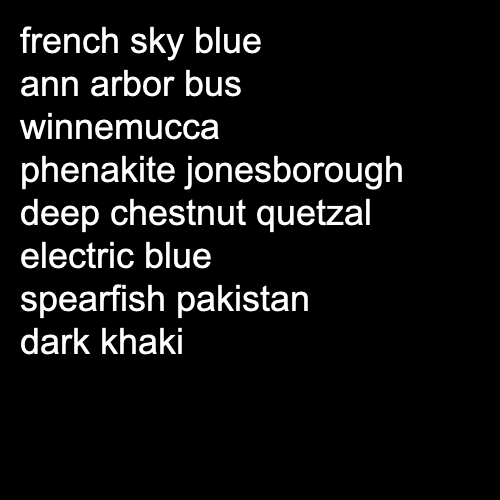 french sky blue
ann arbor bus
winnemucca
phenakite jonesborough
deep chestnut quetzal
electric blue
spearfish pakistan
dark khaki